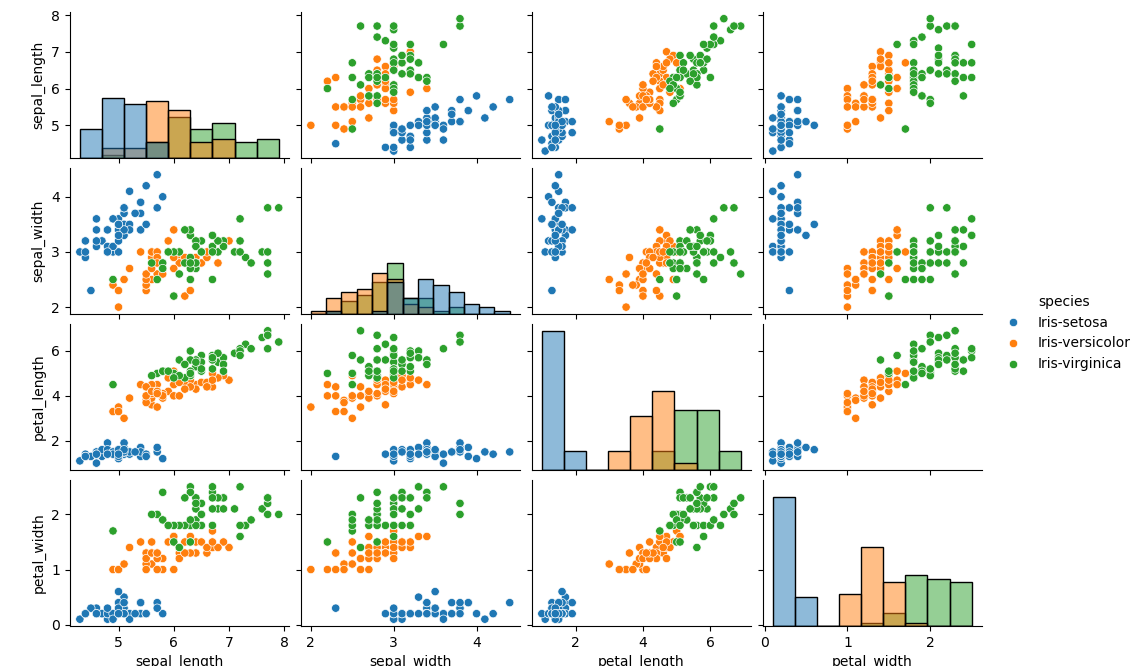 8
7
6
5
sepal_length
4
3
2
sepal_width
6
4
2
petal_length
2
1
0
petal_width
5 6 7 8
2 3 4
2 4 6
0 1 2
sepal_length
sepal_width
petal_length
petal_width
species
Iris-setosa
Iris-versicolor
Iris-virginica